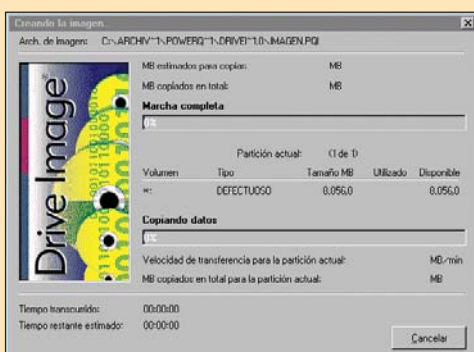 Creando la imagen...
Arch. de imagen: C:\ARCHIV~1\POWERQ~1\DRIVEI~1.0\IMAGEN.PQI
Drive Image®
MB estimados para copiar: MB
MB copiados en total: MB
Marcha completa
0%
Partición actual: (1 de 1)
Volumen Tipo Tamaño MB Utilizado Disponible
*: DEFECTUOSO 8.056,0 8.056,0
Copiando datos
0%
Velocidad de transferencia para la partición actual: MB/min
MB copiados en total para la partición actual: MB
Tiempo transcurrido: 00:00:00
Tiempo restante estimado: 00:00:00
Cancelar